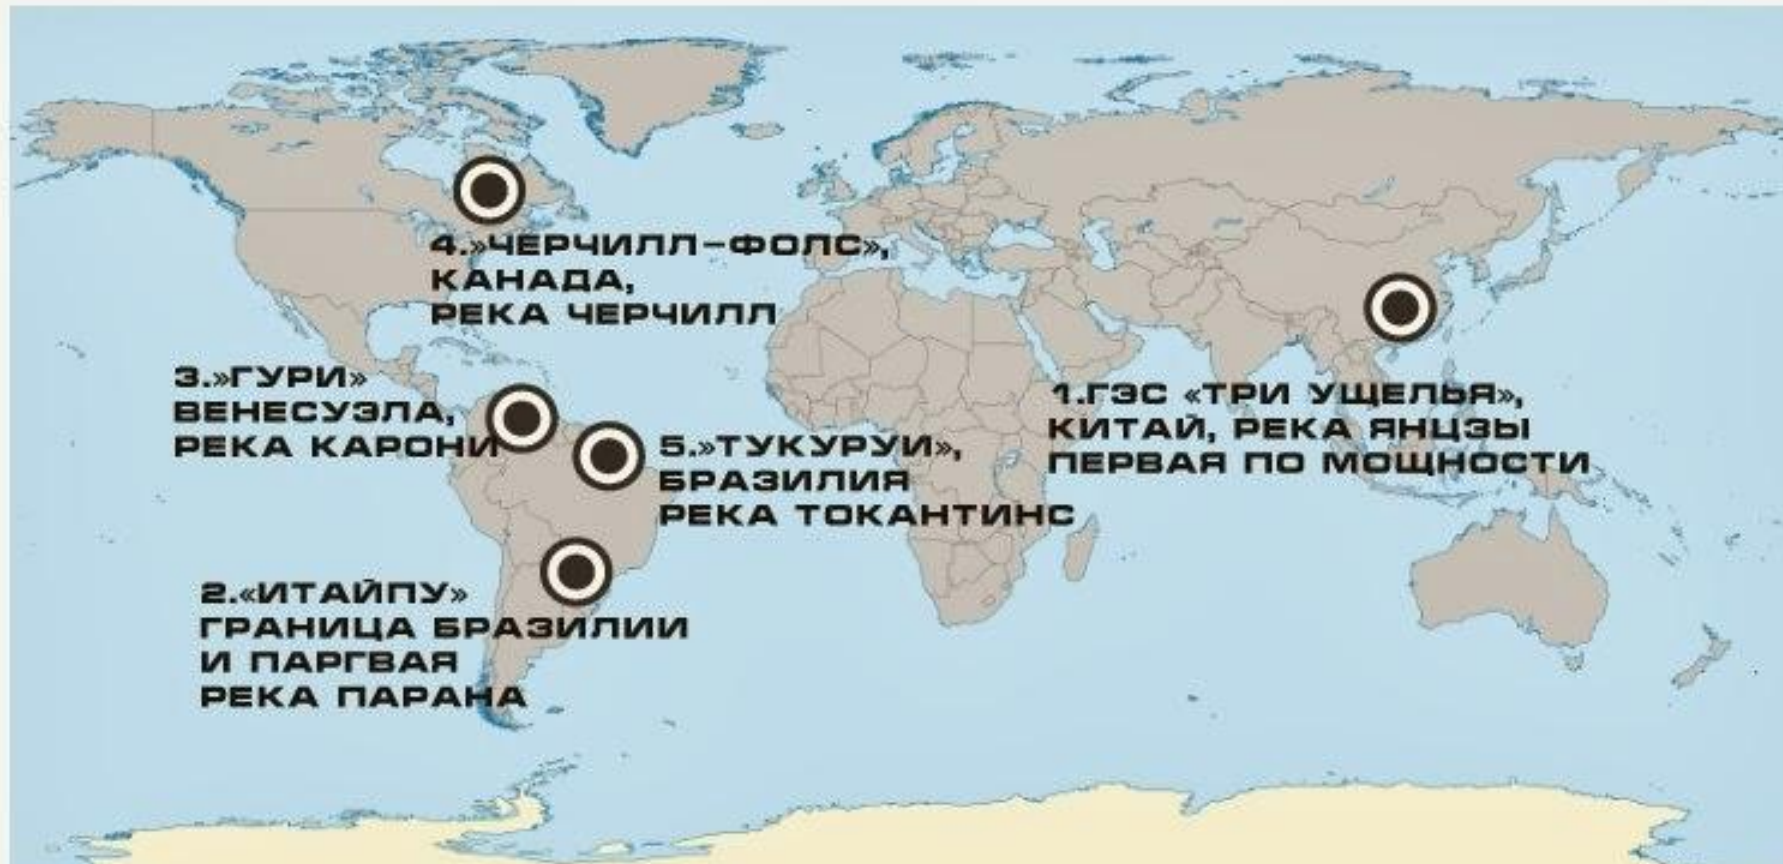 4.»ЧЕРЧИЛЛ-ФОЛС»,
КАНАДА,
РЕКА ЧЕРЧИЛЛ
3.»ГУРИ»
ВЕНЕСУЭЛА,
РЕКА КАРОНИ
1.ГЭС «ТРИ УЩЕЛЬЯ»,
КИТАЙ, РЕКА ЯНЦЗЫ
ПЕРВАЯ ПО МОЩНОСТИ
5.»ТУКУРУИ»,
БРАЗИЛИЯ
РЕКА ТОКАНТИНС
2.«ИТАЙПУ»
ГРАНИЦА БРАЗИЛИИ
И ПАРГВАЯ
РЕКА ПАРАНА